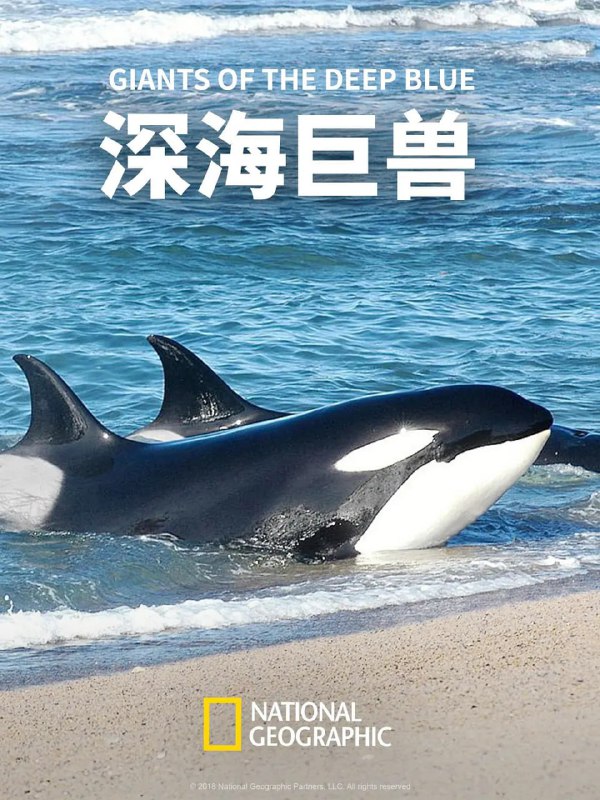 GIANTS OF THE DEEP BLUE
深海巨兽
NATIONAL
GEOGRAPHIC
© 2018 National Geographic Partners, LLC. All rights reserved